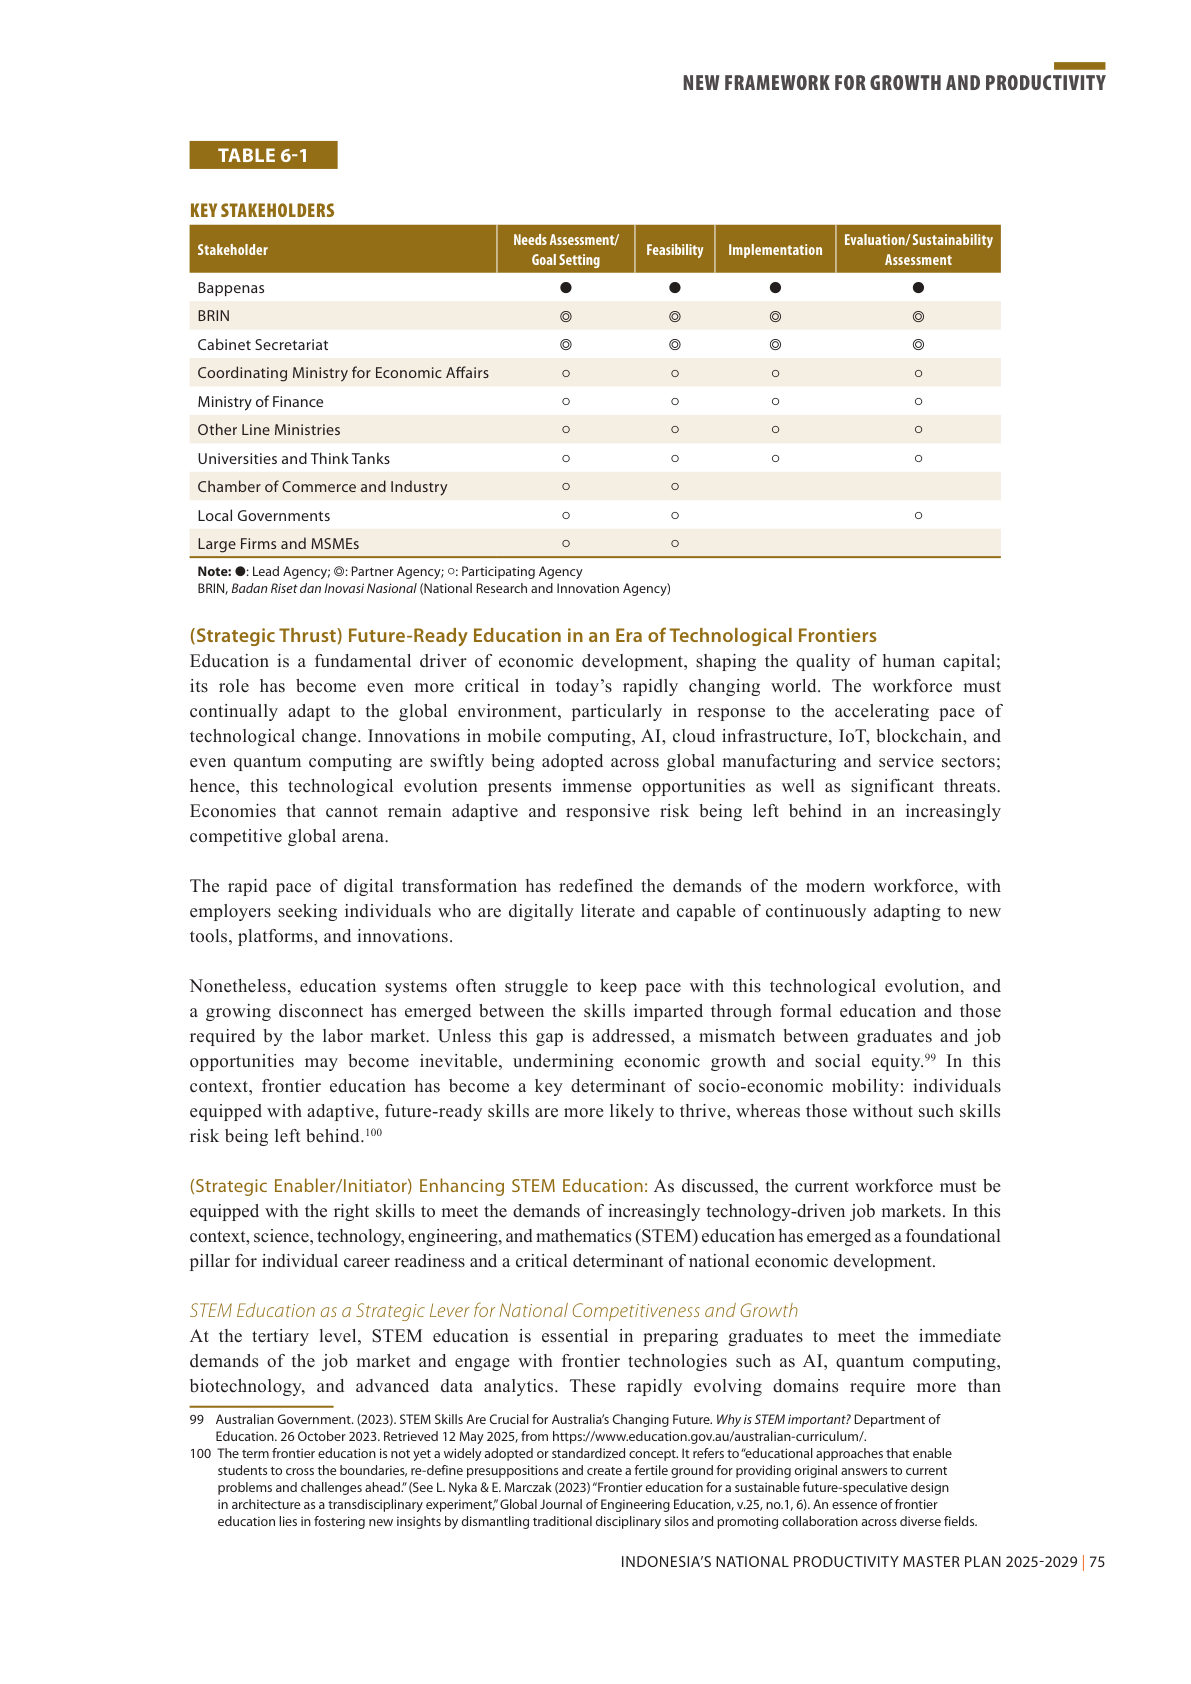 NEW FRAMEWORK FOR GROWTH AND PRODUCTIVITY
TABLE 6-1
KEY STAKEHOLDERS
Stakeholder Needs Assessment/ Goal Setting Feasibility Implementation Evaluation/Sustainability Assessment
Bappenas ● ● ● ●
BRIN ◎ ◎ ◎ ◎
Cabinet Secretariat ◎ ◎ ◎ ◎
Coordinating Ministry for Economic Affairs ○ ○ ○ ○
Ministry of Finance ○ ○ ○ ○
Other Line Ministries ○ ○ ○ ○
Universities and Think Tanks ○ ○ ○ ○
Chamber of Commerce and Industry ○ ○
Local Governments ○ ○ ○
Large Firms and MSMEs ○ ○
Note: ●: Lead Agency; ◎: Partner Agency; ○: Participating Agency
BRIN, Badan Riset dan Inovasi Nasional (National Research and Innovation Agency)
(Strategic Thrust) Future-Ready Education in an Era of Technological Frontiers
Education is a fundamental driver of economic development, shaping the quality of human capital;
its role has become even more critical in today's rapidly changing world. The workforce must
continually adapt to the global environment, particularly in response to the accelerating pace of
technological change. Innovations in mobile computing, AI, cloud infrastructure, IoT, blockchain, and
even quantum computing are swiftly being adopted across global manufacturing and service sectors;
hence, this technological evolution presents immense opportunities as well as significant threats.
Economies that cannot remain adaptive and responsive risk being left behind in an increasingly
competitive global arena.
The rapid pace of digital transformation has redefined the demands of the modern workforce, with
employers seeking individuals who are digitally literate and capable of continuously adapting to new
tools, platforms, and innovations.
Nonetheless, education systems often struggle to keep pace with this technological evolution, and
a growing disconnect has emerged between the skills imparted through formal education and those
required by the labor market. Unless this gap is addressed, a mismatch between graduates and job
opportunities may become inevitable, undermining economic growth and social equity.99 In this
context, frontier education has become a key determinant of socio-economic mobility: individuals
equipped with adaptive, future-ready skills are more likely to thrive, whereas those without such skills
risk being left behind.100
(Strategic Enabler/Initiator) Enhancing STEM Education: As discussed, the current workforce must be
equipped with the right skills to meet the demands of increasingly technology-driven job markets. In this
context, science, technology, engineering, and mathematics (STEM) education has emerged as a foundational
pillar for individual career readiness and a critical determinant of national economic development.
STEM Education as a Strategic Lever for National Competitiveness and Growth
At the tertiary level, STEM education is essential in preparing graduates to meet the immediate
demands of the job market and engage with frontier technologies such as AI, quantum computing,
biotechnology, and advanced data analytics. These rapidly evolving domains require more than
99 Australian Government. (2023). STEM Skills Are Crucial for Australia's Changing Future. Why is STEM important? Department of
Education. 26 October 2023. Retrieved 12 May 2025, from https://www.education.gov.au/australian-curriculum/.
100 The term frontier education is not yet a widely adopted or standardized concept. It refers to "educational approaches that enable
students to cross the boundaries, re-define presuppositions and create a fertile ground for providing original answers to current
problems and challenges ahead." (See L. Nyka & E. Marczak (2023) "Frontier education for a sustainable future-speculative design
in architecture as a transdisciplinary experiment," Global Journal of Engineering Education, v.25, no.1, 6). An essence of frontier
education lies in fostering new insights by dismantling traditional disciplinary silos and promoting collaboration across diverse fields.
INDONESIA'S NATIONAL PRODUCTIVITY MASTER PLAN 2025-2029 | 75